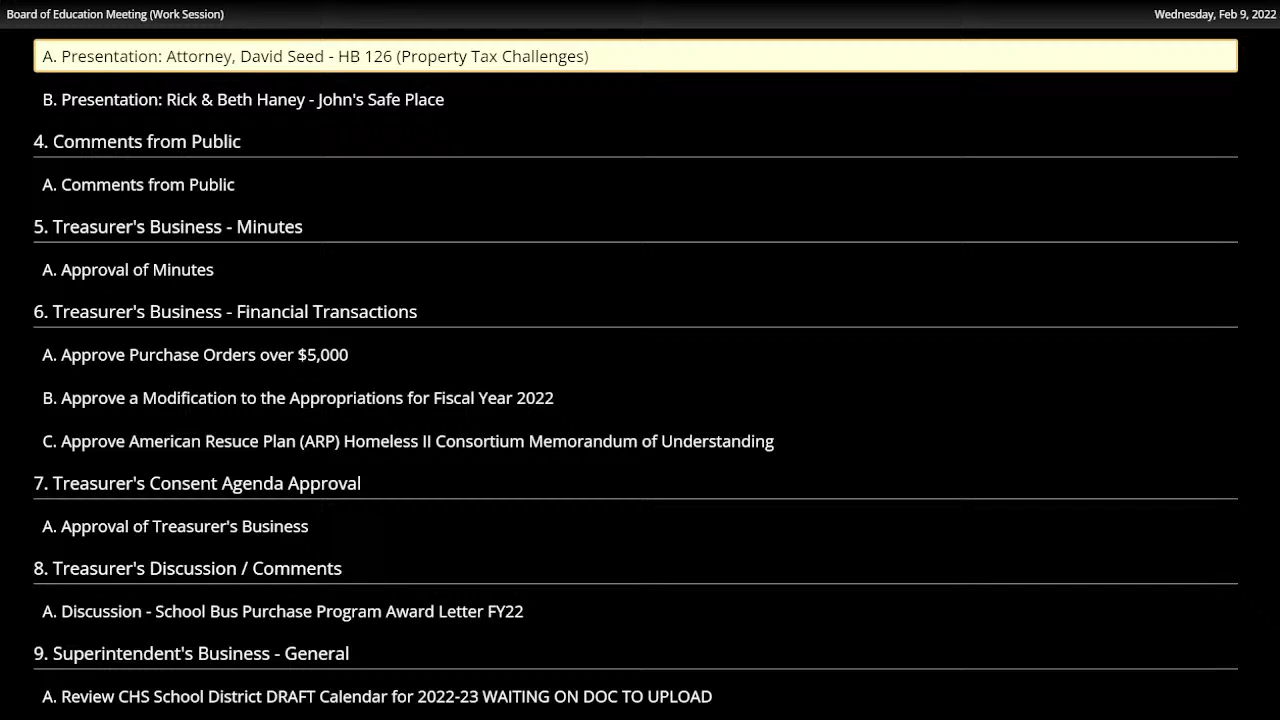 Board of Education Meeting (Work Session)
Wednesday, Feb 9, 2022
A. Presentation: Attorney, David Seed - HB 126 (Property Tax Challenges)
B. Presentation: Rick & Beth Haney - John's Safe Place
4. Comments from Public
A. Comments from Public
5. Treasurer's Business - Minutes
A. Approval of Minutes
6. Treasurer's Business - Financial Transactions
A. Approve Purchase Orders over $5,000
B. Approve a Modification to the Appropriations for Fiscal Year 2022
C. Approve American Resuce Plan (ARP) Homeless II Consortium Memorandum of Understanding
7. Treasurer's Consent Agenda Approval
A. Approval of Treasurer's Business
8. Treasurer's Discussion / Comments
A. Discussion - School Bus Purchase Program Award Letter FY22
9. Superintendent's Business - General
A. Review CHS School District DRAFT Calendar for 2022-23 WAITING ON DOC TO UPLOAD